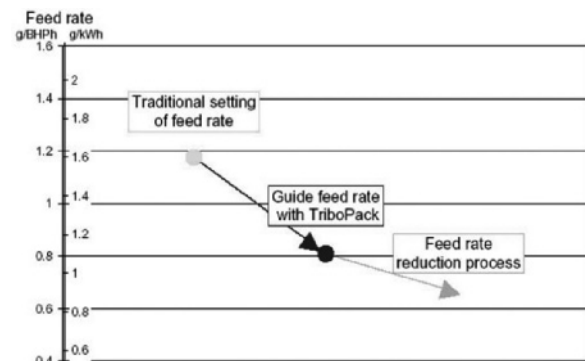 Feed rate
g/BHPh g/kWh
1.6
2
1.4
1.8
1.2
1.6
1
1.4
1.2
0.8
1
0.6
0.8
0.6
0.4
Traditional setting
of feed rate
Guide feed rate
with TriboPack
Feed rate
reduction process